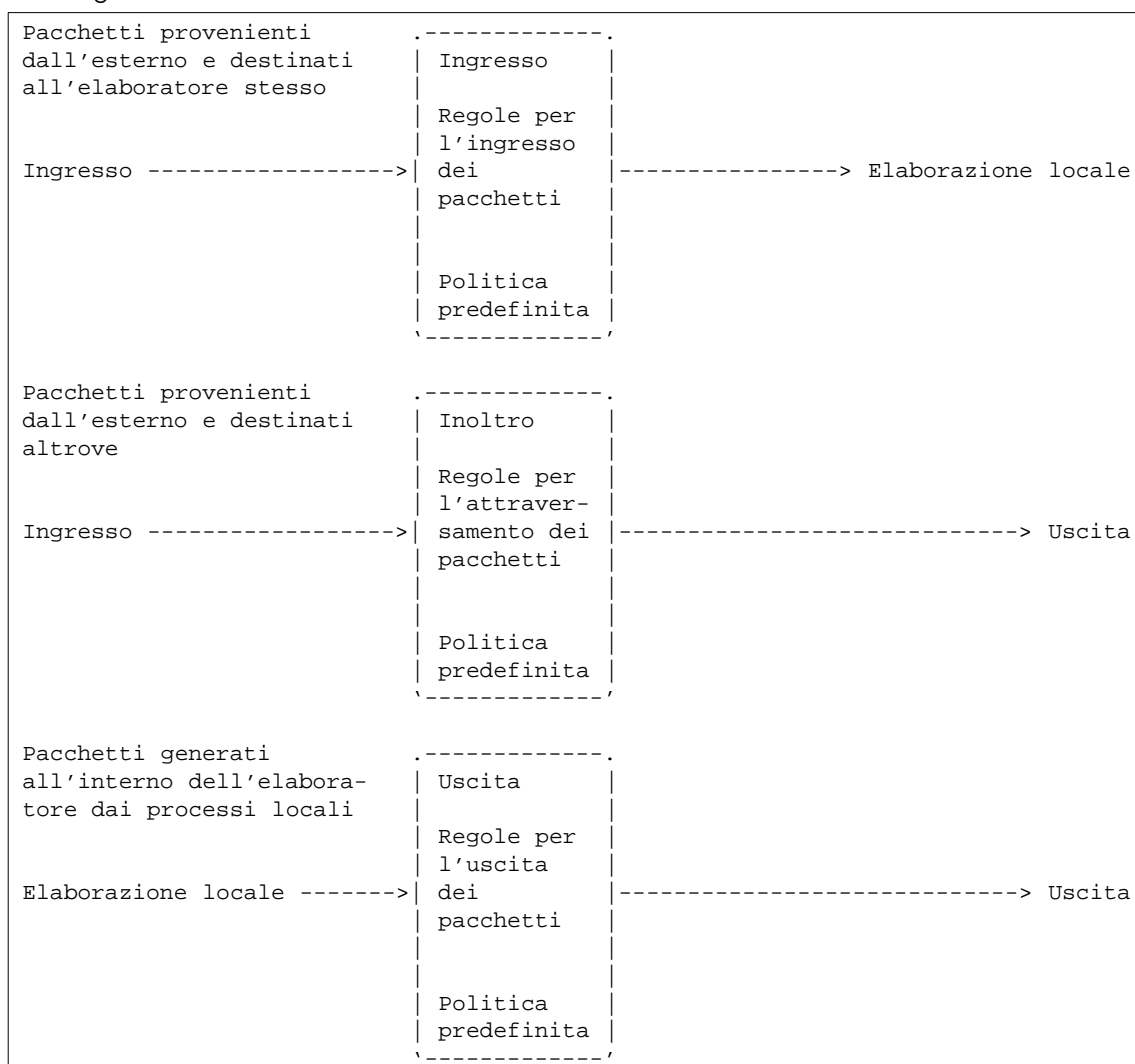 Pacchetti provenienti
dall'esterno e destinati
all'elaboratore stesso
Ingresso
Regole per
l'ingresso
Ingresso ------------------>| dei |----------------> Elaborazione locale
pacchetti
Politica
predefinita
Pacchetti provenienti
dall'esterno e destinati
altrove
Inoltro
Regole per
l'attraver-
Ingresso ------------------>| samento dei |-----------------------------> Uscita
pacchetti
Politica
predefinita
Pacchetti generati
all'interno dell'elabora-
tore dai processi locali
Uscita
Regole per
l'uscita
Elaborazione locale ------->| dei |-----------------------------> Uscita
pacchetti
Politica
predefinita